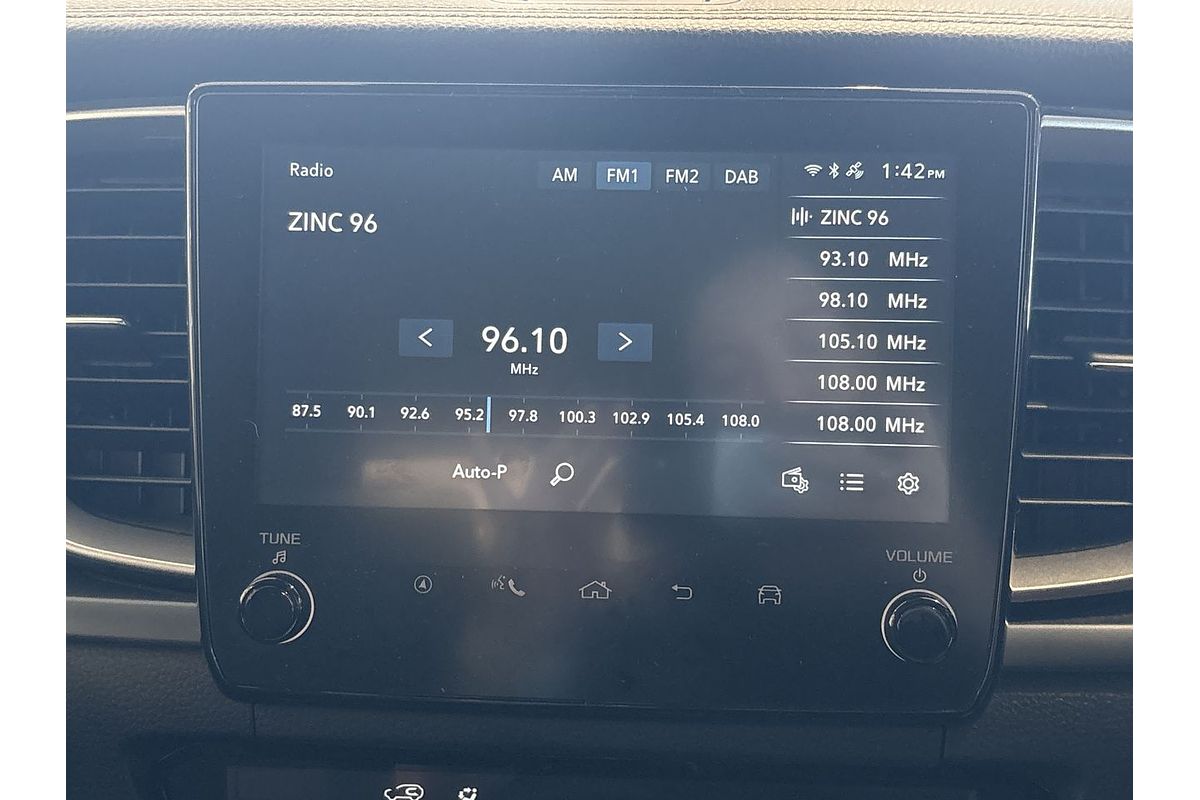 Radio
AM FM1 FM2 DAB
1:42PM
ZINC 96
ZINC 96
93.10 MHz
98.10 MHz
105.10 MHz
108.00 MHz
108.00 MHz
96.10
MHz
87.5 90.1 92.6 95.2 97.8 100.3 102.9 105.4 108.0
Auto-P
TUNE
VOLUME